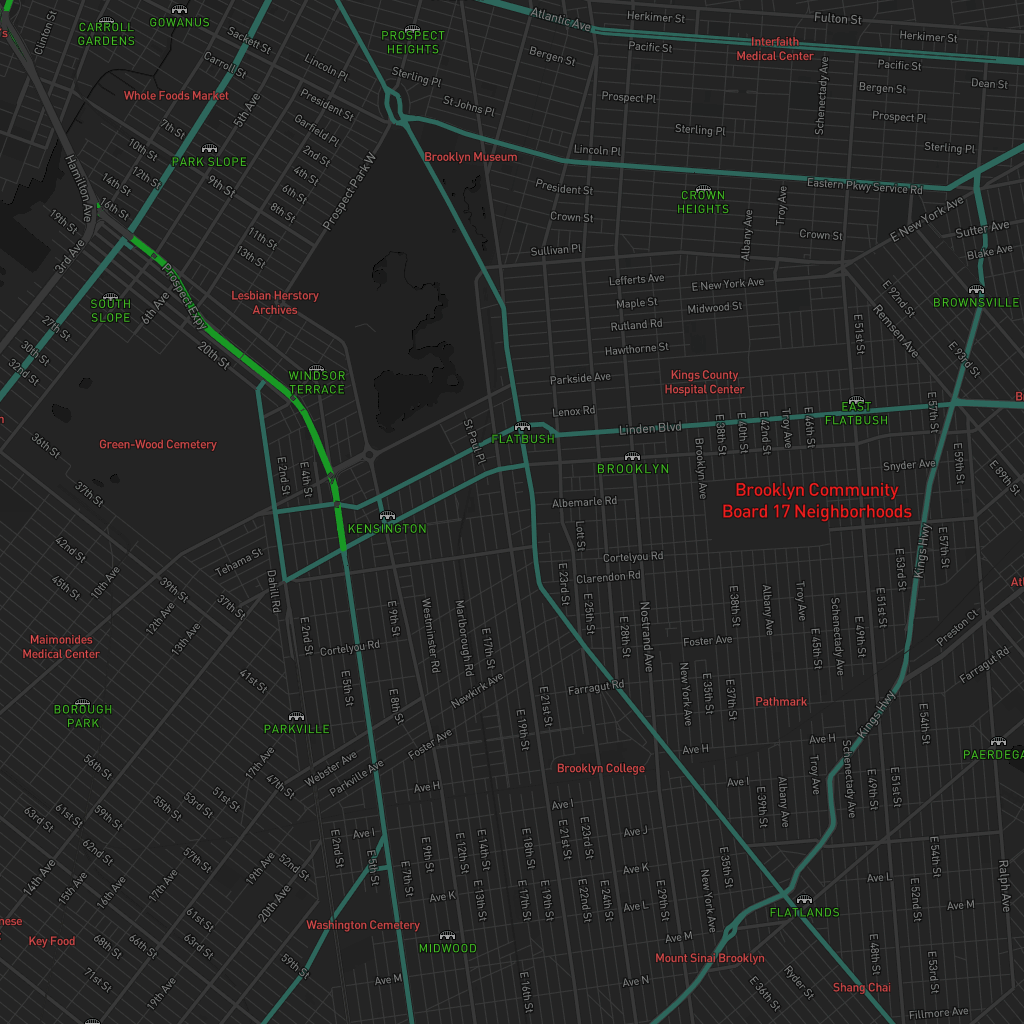 Clinton St
CARROLL
GARDENS
GOWANUS
Sackett St
Carroll St
PROSPECT
HEIGHTS
Atlantic Ave
Herkimer St
Fulton St
Herkimer St
Pacific St
Interfaith
Medical Center
Pacific St
Bergen St
Bergen St
Dean St
Lincoln Pl
Sterling Pl
Whole Foods Market
5th Ave
President St
St Johns Pl
Prospect Pl
Schenectady Ave
Prospect Pl
7th St
Garfield Pl
Sterling Pl
10th St
PARK SLOPE
2nd St
Brooklyn Museum
Lincoln Pl
Sterling Pl
12th St
4th St
14th St
9th St
6th St
Prospect Park W
President St
CROWN
HEIGHTS
Eastern Pkwy Service Rd
Hamilton Ave
16th St
8th St
Crown St
Troy Ave
Albany Ave
E New York Ave
19th St
11th St
Crown St
Sutter Ave
3rd Ave
13th St
Sullivan Pl
Blake Ave
Prospect Expy
Lefferts Ave
E New York Ave
SOUTH
SLOPE
6th Ave
Lesbian Herstory
Archives
Maple St
Midwood St
E 92nd St
BROWNSVILLE
27th St
Rutland Rd
E 51st St
Remsen Ave
30th St
20th St
Hawthorne St
E 93rd St
32nd St
WINDSOR
TERRACE
Parkside Ave
Kings County
Hospital Center
Lenox Rd
EAST
FLATBUSH
E 57th St
36th St
Green-Wood Cemetery
St Paul Pl
FLATBUSH
Linden Blvd
E 38th St
E 40th St
E 42nd St
Troy Ave
E 46th St
37th St
E 2nd St
E 4th St
BROOKLYN
Brooklyn Ave
Snyder Ave
E 59th St
E 89th St
Brooklyn Community
Board 17 Neighborhoods
Albemarle Rd
KENSINGTON
Lott St
42nd St
Tehama St
Cortelyou Rd
Kings Hwy
E 57th St
45th St
10th Ave
39th St
Dahill Rd
E 23rd St
Clarendon Rd
E 53rd St
12th Ave
37th St
E 9th St
Westminster Rd
Marlborough Rd
E 25th St
E 38th St
Albany Ave
Troy Ave
E 51st St
Maimonides
Medical Center
13th Ave
E 2nd St
Cortelyou Rd
E 17th St
E 28th St
Nostrand Ave
Foster Ave
E 45th St
Schenectady Ave
E 49th St
Preston Ct
41st St
E 5th St
E 8th St
Newkirk Ave
E 21st St
Farragut Rd
New York Ave
E 35th St
E 37th St
Pathmark
Farragut Rd
BOROUGH
PARK
PARKVILLE
E 19th St
Kings Hwy
E 54th St
12th Ave
Foster Ave
Ave H
Ave H
56th St
Webster Ave
Parkville Ave
Brooklyn College
Troy Ave
Schenectady Ave
47th St
Ave H
Ave I
E 49th St
E 51st St
51st St
53rd St
55th St
Ave I
E 39th St
Albany Ave
63rd St
61st St
59th St
Ave I
E 2nd St
E 5th St
E 9th St
E 12th St
E 14th St
E 18th St
E 21st St
E 23rd St
Ave J
62nd St
57th St
19th Ave
52nd St
E 7th St
Ave K
E 35th St
E 54th St
14th Ave
15th Ave
16th Ave
17th Ave
20th Ave
Ave K
E 13th St
E 17th St
E 19th St
E 22nd St
E 24th St
Ave L
E 29th St
New York Ave
Ave L
Ralph Ave
61st St
Washington Cemetery
FLATLANDS
E 52nd St
Ave M
Key Food
68th St
66th St
63rd St
MIDWOOD
Ave M
E 48th St
71st St
59th St
Mount Sinai Brooklyn
E 53rd St
19th Ave
Ave M
E 16th St
Ave N
E 36th St
Ryder St
Shang Chai
Fillmore Ave